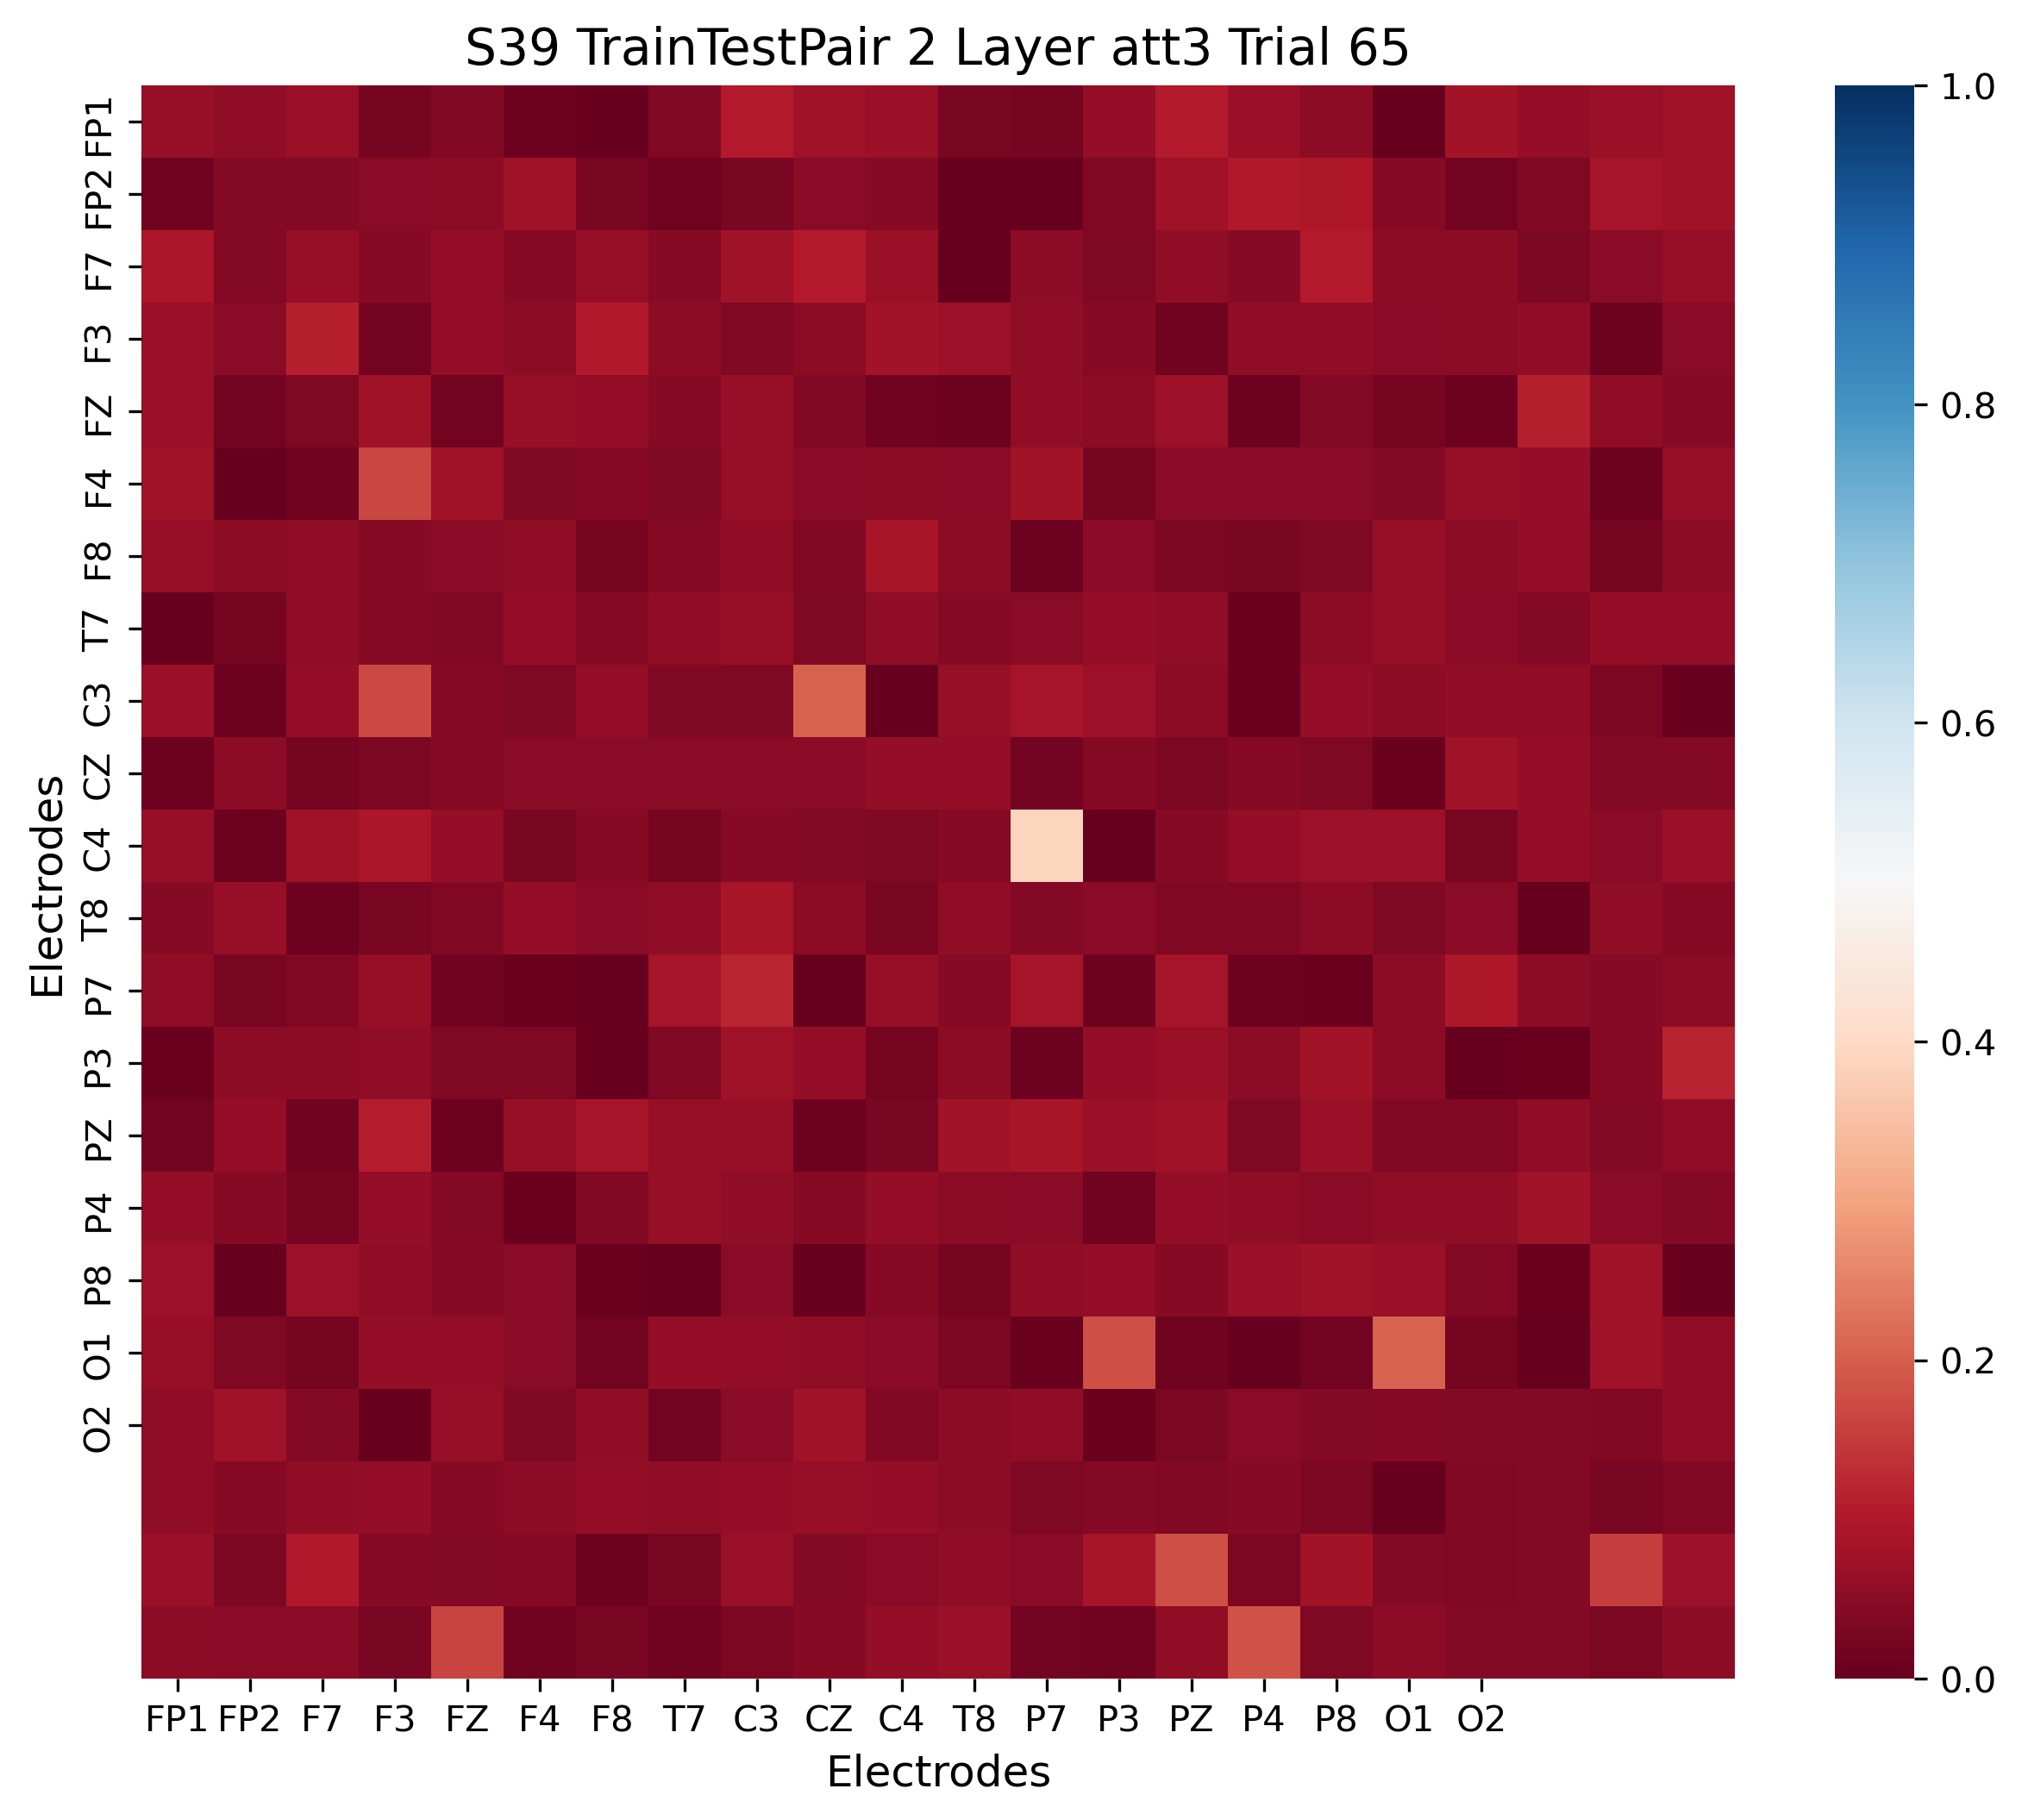 S39 TrainTestPair 2 Layer att3 Trial 65
Electrodes
FP1
FP2
F7
F3
FZ
F4
F8
T7
C3
CZ
C4
T8
P7
P3
PZ
P4
P8
O1
O2
FP1 FP2 F7 F3 FZ F4 F8 T7 C3 CZ C4 T8 P7 P3 PZ P4 P8 O1 O2
Electrodes
1.0
0.8
0.6
0.4
0.2
0.0